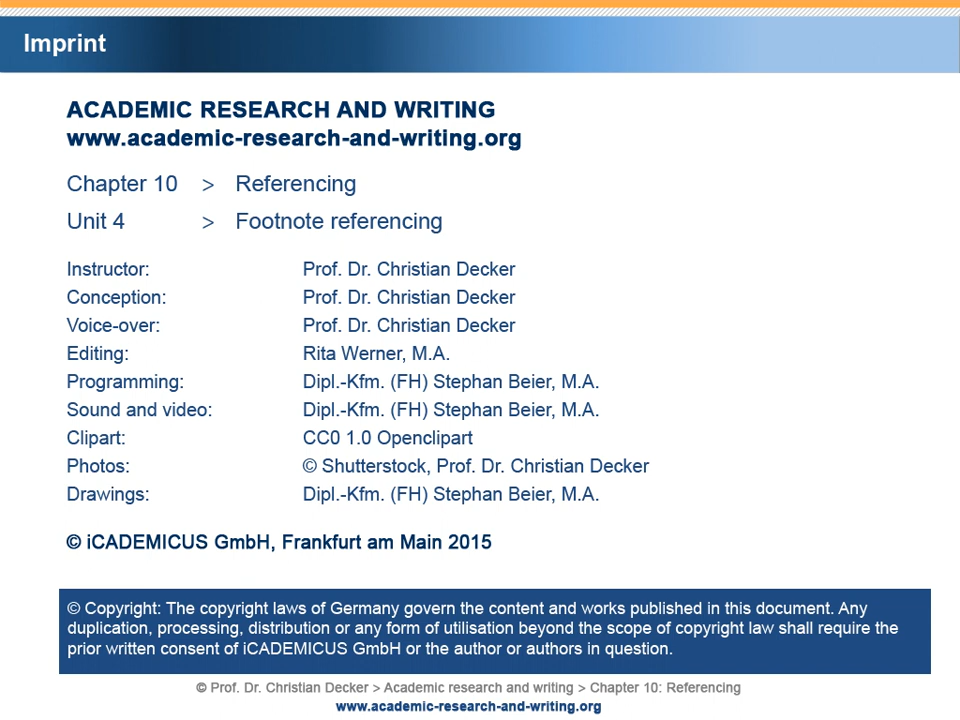 Imprint
ACADEMIC RESEARCH AND WRITING
www.academic-research-and-writing.org
Chapter 10 > Referencing
Unit 4 > Footnote referencing
Instructor: Prof. Dr. Christian Decker
Conception: Prof. Dr. Christian Decker
Voice-over: Prof. Dr. Christian Decker
Editing: Rita Werner, M.A.
Programming: Dipl.-Kfm. (FH) Stephan Beier, M.A.
Sound and video: Dipl.-Kfm. (FH) Stephan Beier, M.A.
Clipart: CC0 1.0 Openclipart
Photos: © Shutterstock, Prof. Dr. Christian Decker
Drawings: Dipl.-Kfm. (FH) Stephan Beier, M.A.
© iCADEMICUS GmbH, Frankfurt am Main 2015
© Copyright: The copyright laws of Germany govern the content and works published in this document. Any
duplication, processing, distribution or any form of utilisation beyond the scope of copyright law shall require the
prior written consent of iCADEMICUS GmbH or the author or authors in question.
© Prof. Dr. Christian Decker > Academic research and writing > Chapter 10: Referencing
www.academic-research-and-writing.org